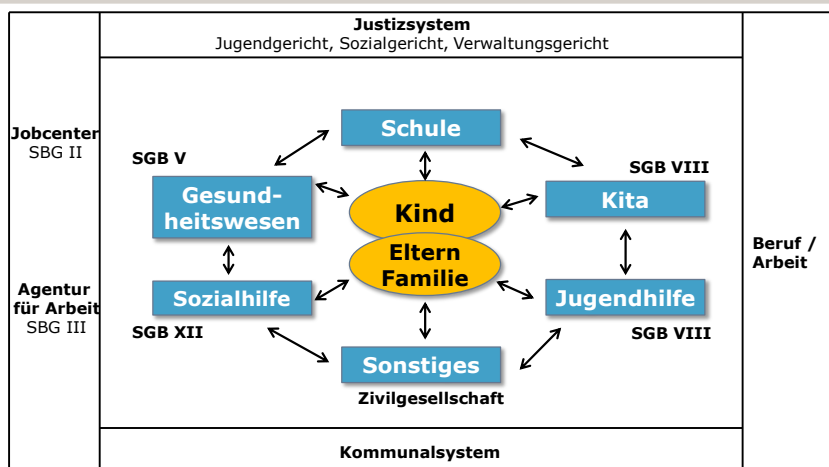 Justizsystem
Jugendgericht, Sozialgericht, Verwaltungsgericht
Jobcenter
SBG II
Schule
SGB V
SGB VIII
Gesund-
heitswesen
Kind
Kita
Eltern
Familie
Beruf /
Arbeit
Agentur
für Arbeit
SBG III
Sozialhilfe
Jugendhilfe
SGB XII
SGB VIII
Sonstiges
Zivilgesellschaft
Kommunalsystem